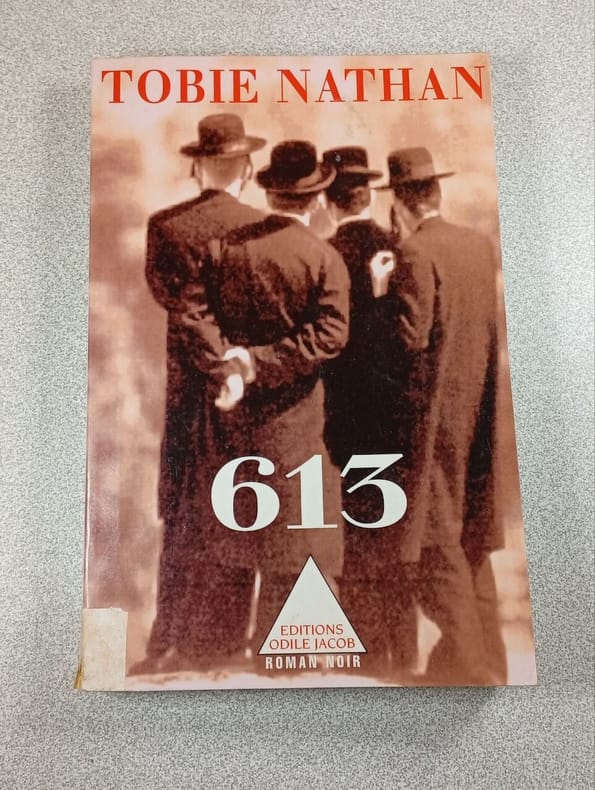 TOBIE NATHAN
613
EDITIONS
ODILE JACOB
ROMAN NOIR